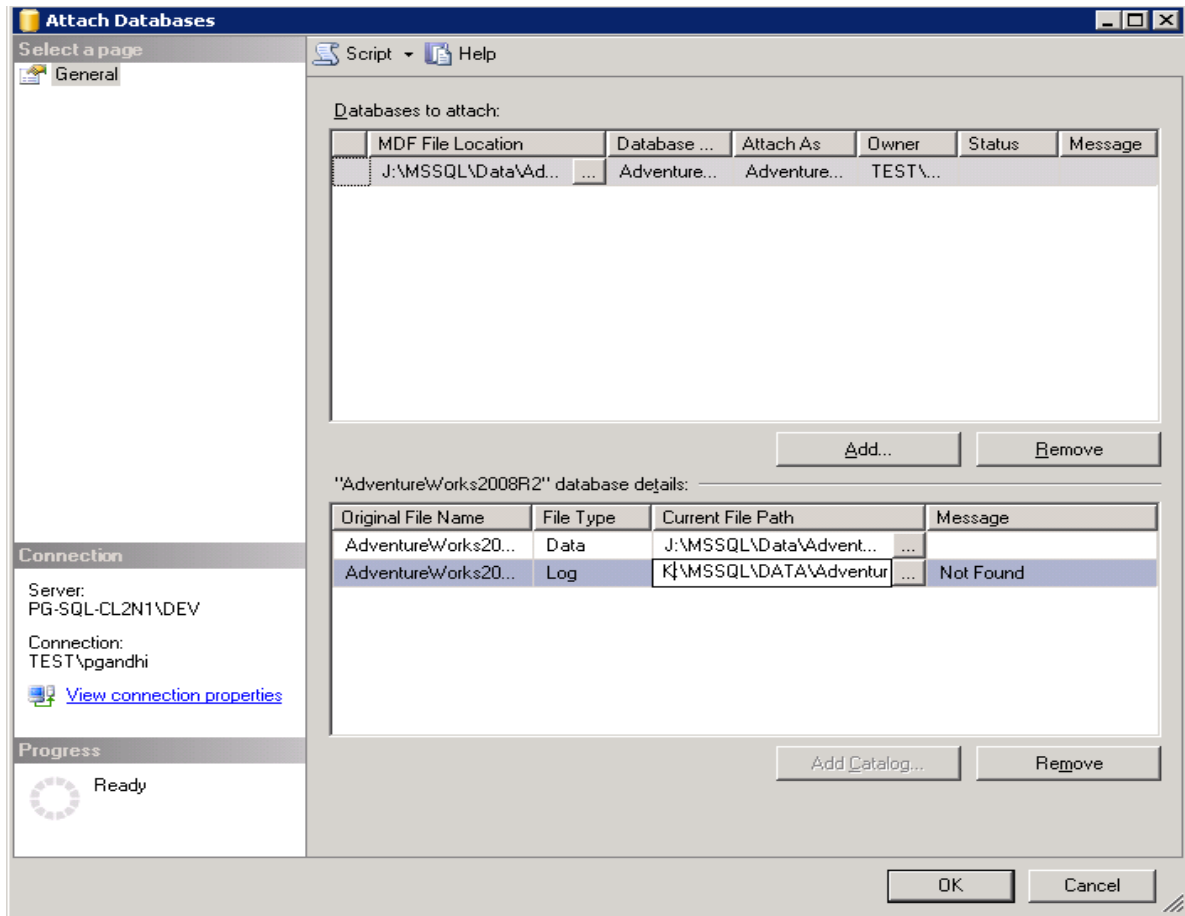 Attach Databases
Select a page
General
Script Help
Databases to attach:
MDF File Location Database ... Attach As Owner Status Message
J:\MSSQL\Data\Ad... ... Adventure... Adventure... TEST\...
Add... Remove
"AdventureWorks2008R2" database details:
Original File Name File Type Current File Path Message
AdventureWorks20... Data J:\MSSQL\Data\Advent... ...
AdventureWorks20... Log K:\MSSQL\DATA\Adventur ... Not Found
Add Catalog... Remove
Connection
Server:
PG-SQL-CL2N1\DEV
Connection:
TEST\pgandhi
View connection properties
Progress
Ready
OK Cancel